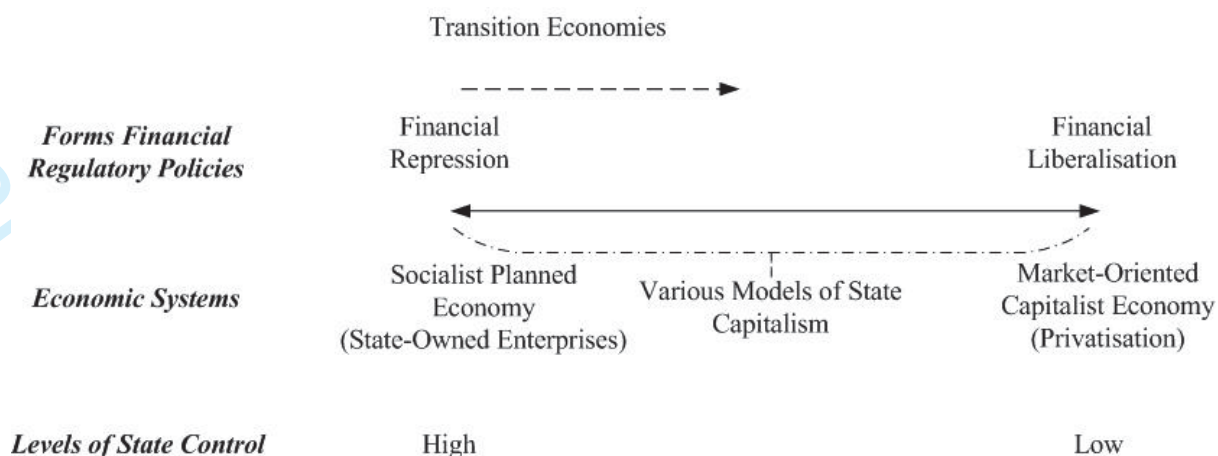 Transition Economies
Forms Financial
Regulatory Policies
Financial
Repression
Financial
Liberalisation
Economic Systems
Socialist Planned
Economy
(State-Owned Enterprises)
Various Models of State
Capitalism
Market-Oriented
Capitalist Economy
(Privatisation)
Levels of State Control
High
Low